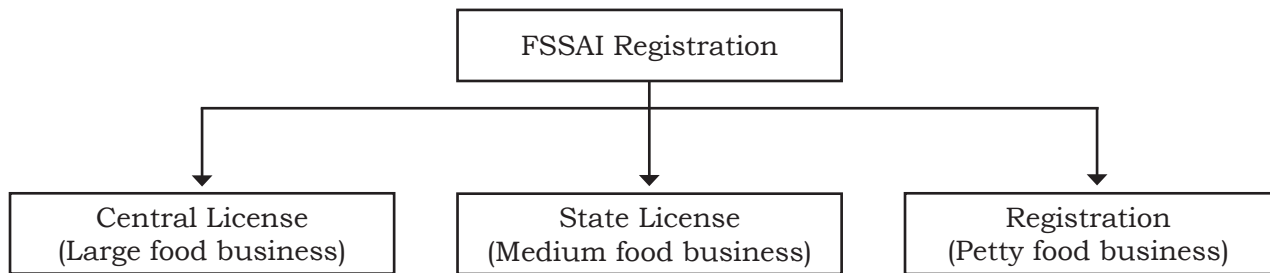 FSSAI Registration
Central License
(Large food business)
State License
(Medium food business)
Registration
(Petty food business)